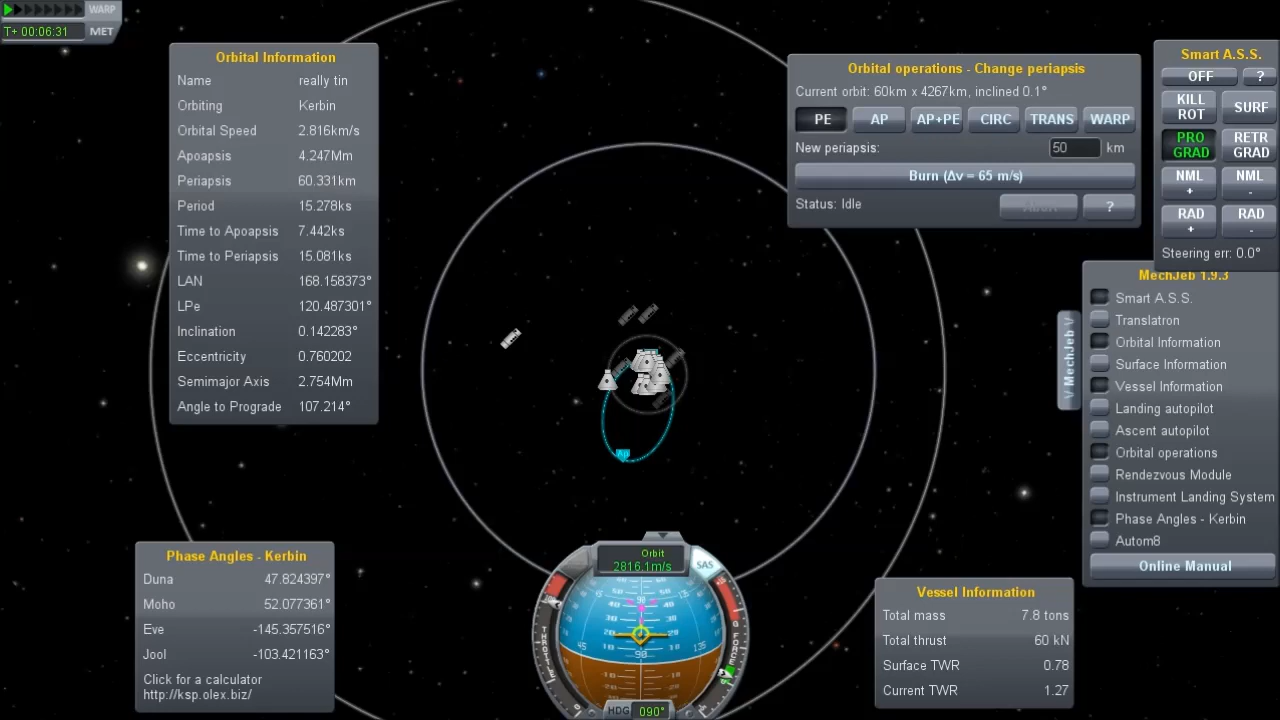 WARP
T+ 00:06:31 MET
Orbital Information
Name really tin
Orbiting Kerbin
Orbital Speed 2.816km/s
Apoapsis 4.247Mm
Periapsis 60.331km
Period 15.278ks
Time to Apoapsis 7.442ks
Time to Periapsis 15.081ks
LAN 168.158373°
LPe 120.487301°
Inclination 0.142283°
Eccentricity 0.760202
Semimajor Axis 2.754Mm
Angle to Prograde 107.214°
Orbital operations - Change periapsis
Current orbit: 60km x 4267km, inclined 0.1°
PE AP AP+PE CIRC TRANS WARP
New periapsis: 50 km
Burn (Δv = 65 m/s)
Status: Idle ?
Smart A.S.S.
OFF ?
KILL ROT SURF
PRO GRAD RETR GRAD
NML + NML -
RAD + RAD -
Steering err: 0.0°
MechJeb 1.9.3
V MechJeb V
Smart A.S.S.
Translatron
Orbital Information
Surface Information
Vessel Information
Landing autopilot
Ascent autopilot
Orbital operations
Rendezvous Module
Instrument Landing System
Phase Angles - Kerbin
Autom8
Online Manual
Ap
Phase Angles - Kerbin
Duna 47.824397°
Moho 52.077361°
Eve -145.357516°
Jool -103.421163°
Click for a calculator
http://ksp.olex.biz/
Orbit
2816.1m/s
SAS
THROTTLE
G FORCE
HDG 090°
Vessel Information
Total mass 7.8 tons
Total thrust 60 kN
Surface TWR 0.78
Current TWR 1.27